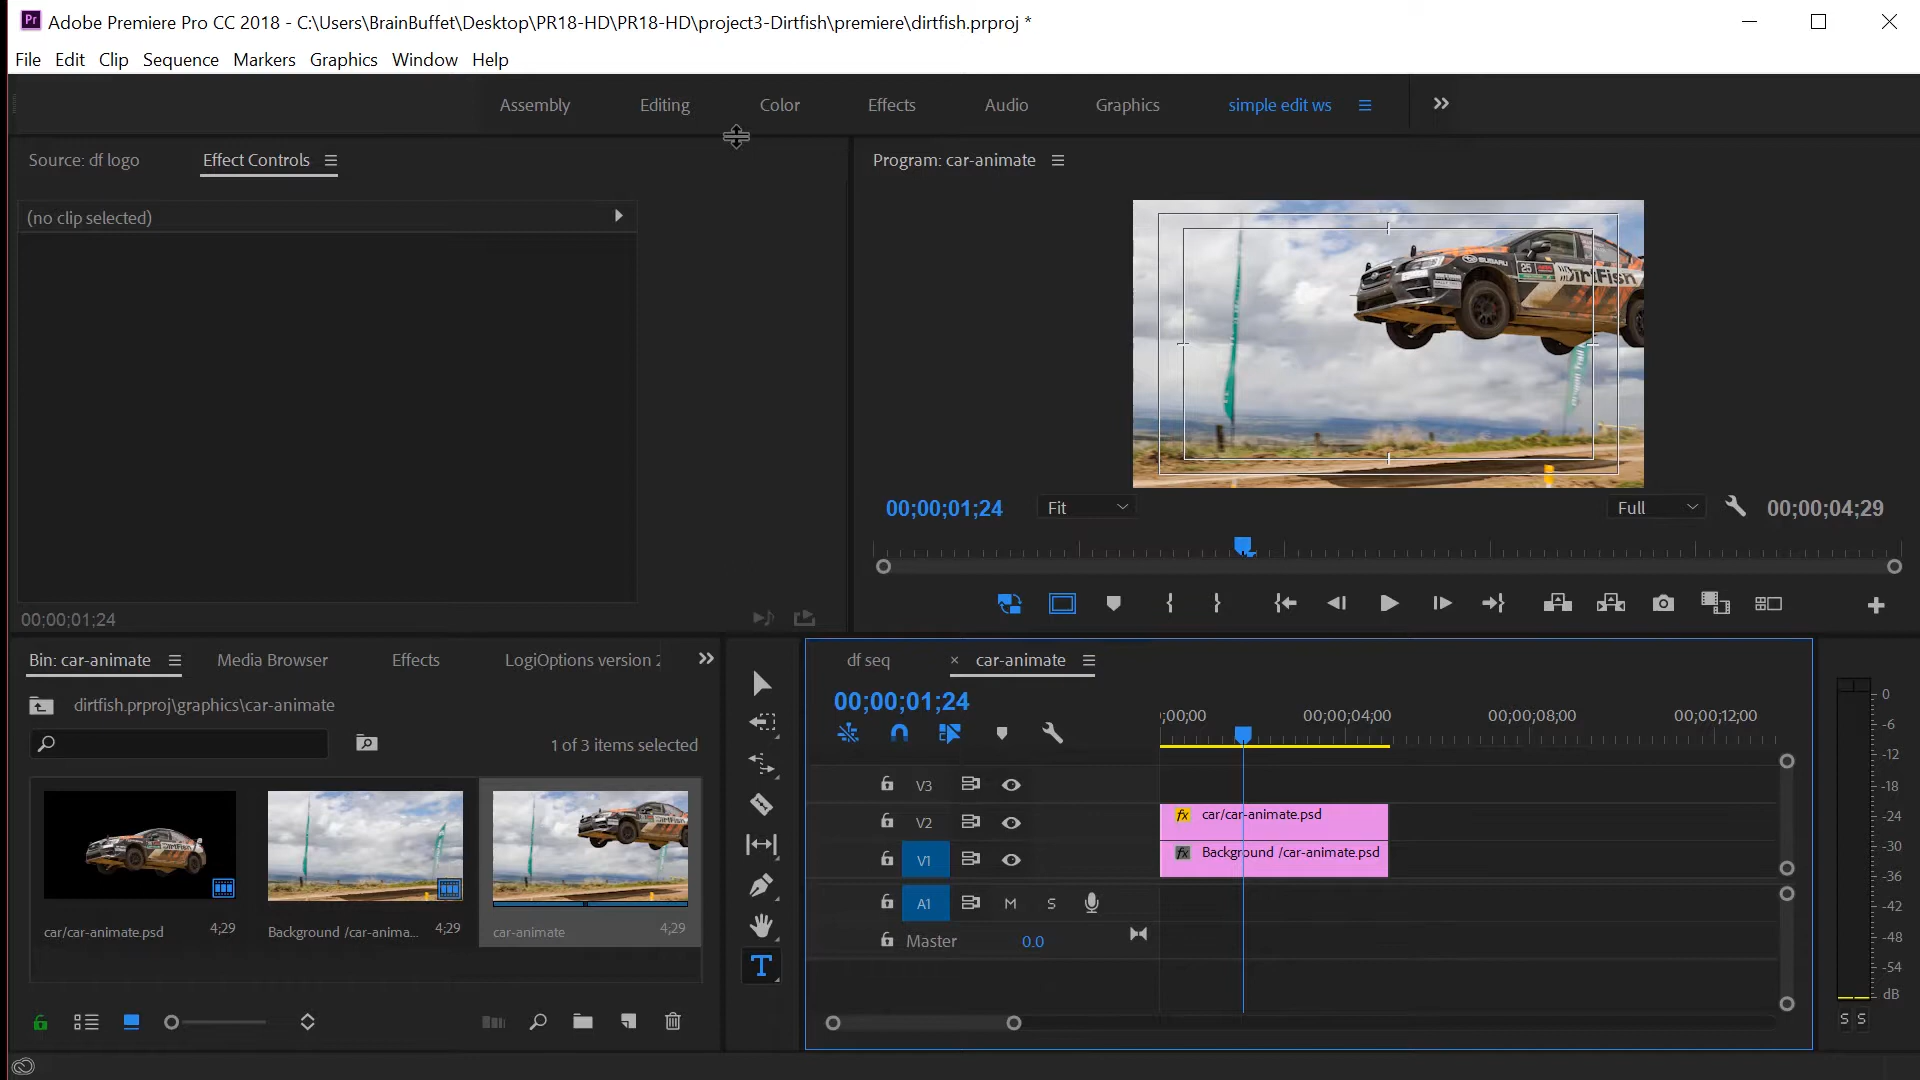 Pr Adobe Premiere Pro CC 2018 - C:\Users\BrainBuffet\Desktop\PR18-HD\PR18-HD\project3-Dirtfish\premiere\dirtfish.prproj *
File Edit Clip Sequence Markers Graphics Window Help
Assembly Editing Color Effects Audio Graphics simple edit ws
Source: df logo Effect Controls
Program: car-animate
(no clip selected)
SUBARU
25
DirtFish
00;00;01;24 Fit Full 00;00;04;29
00;00;01;24
Bin: car-animate Media Browser Effects LogiOptions version 2
df seq × car-animate
00;00;01;24
dirtfish.prproj\graphics\car-animate
;00;00 00;00;04;00 00;00;08;00 00;00;12;00
1 of 3 items selected
V3
V2 car/car-animate.psd
V1 Background /car-animate.psd
A1 M S
Master 0.0
car/car-animate.psd 4;29
Background /car-anima... 4;29
car-animate 4;29
T
0
-6
-12
-18
-24
-30
-36
-42
-48
-54
dB
S S